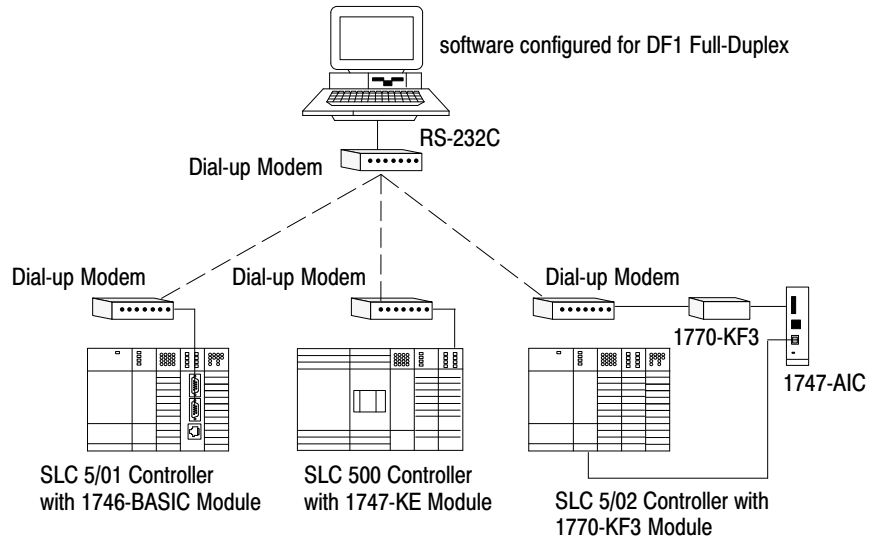 software configured for DF1 Full-Duplex
RS-232C
Dial-up Modem
Dial-up Modem
Dial-up Modem
Dial-up Modem
1770-KF3
1747-AIC
SLC 5/01 Controller
with 1746-BASIC Module
SLC 500 Controller
with 1747-KE Module
SLC 5/02 Controller with
1770-KF3 Module